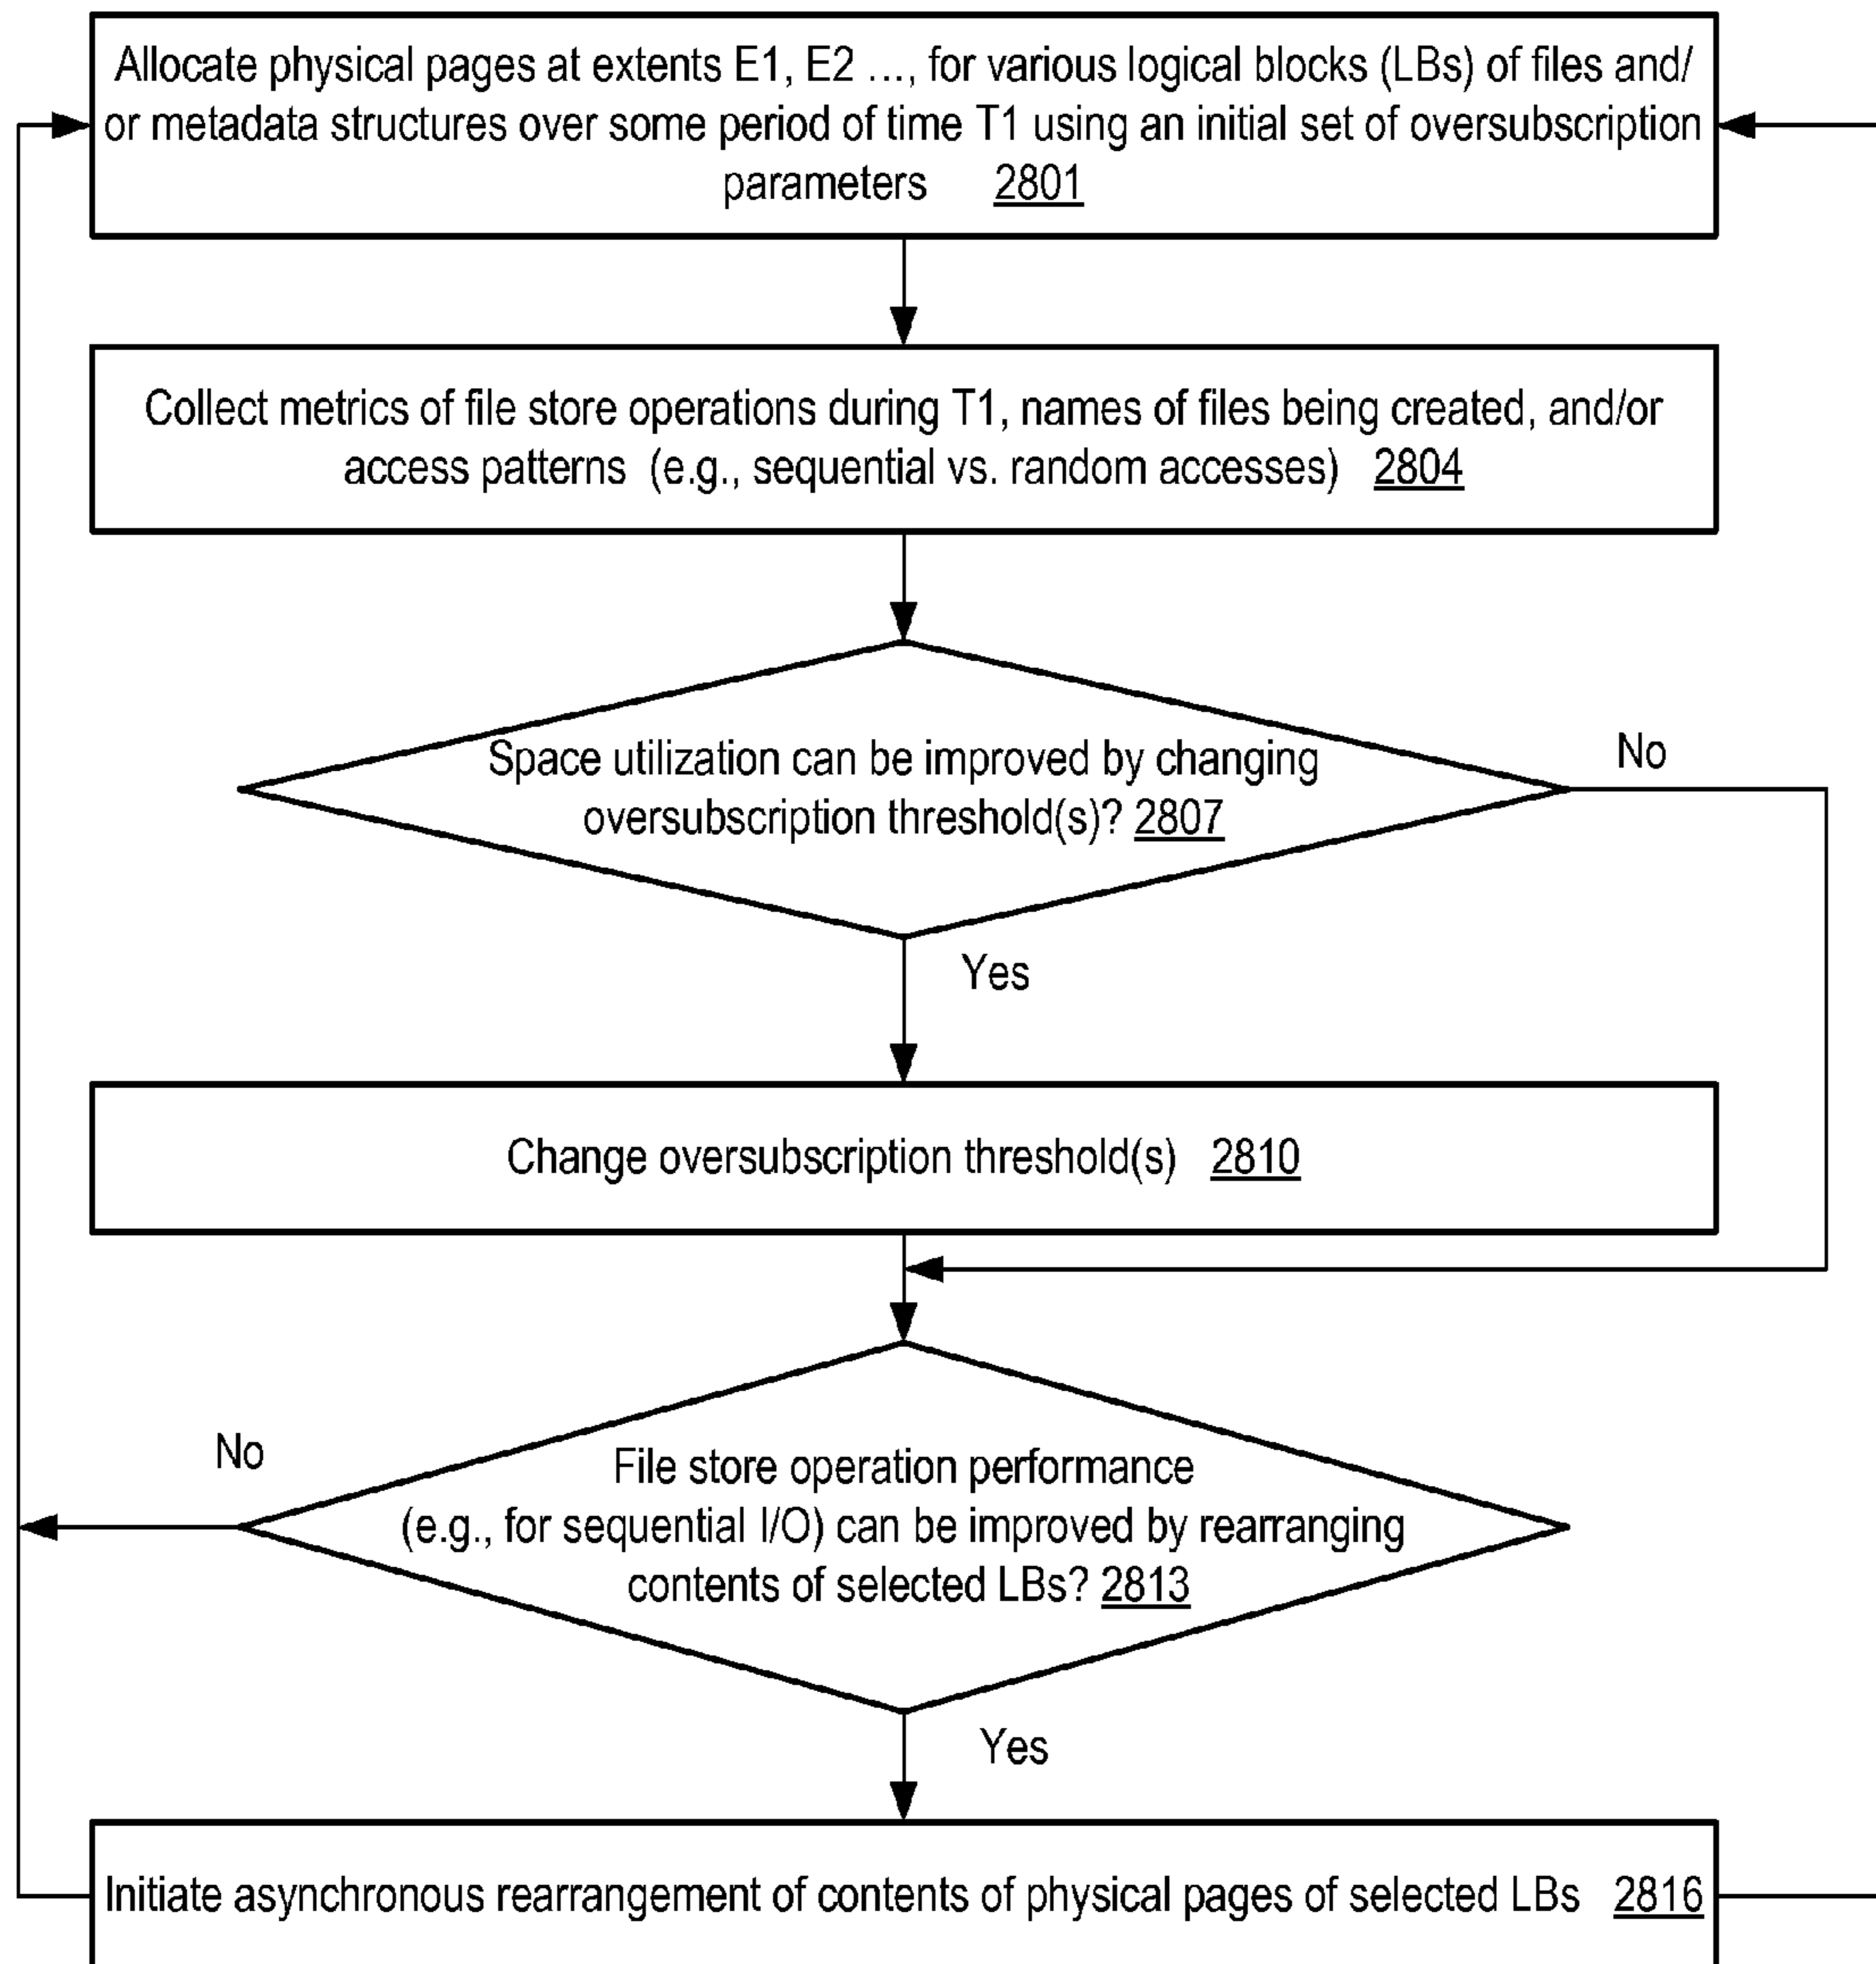 Allocate physical pages at extents E1, E2 ..., for various logical blocks (LBs) of files and/
or metadata structures over some period of time T1 using an initial set of oversubscription
parameters 2801
Collect metrics of file store operations during T1, names of files being created, and/or
access patterns (e.g., sequential vs. random accesses) 2804
Space utilization can be improved by changing
oversubscription threshold(s)? 2807
No
Yes
Change oversubscription threshold(s) 2810
No
File store operation performance
(e.g., for sequential I/O) can be improved by rearranging
contents of selected LBs? 2813
Yes
Initiate asynchronous rearrangement of contents of physical pages of selected LBs 2816